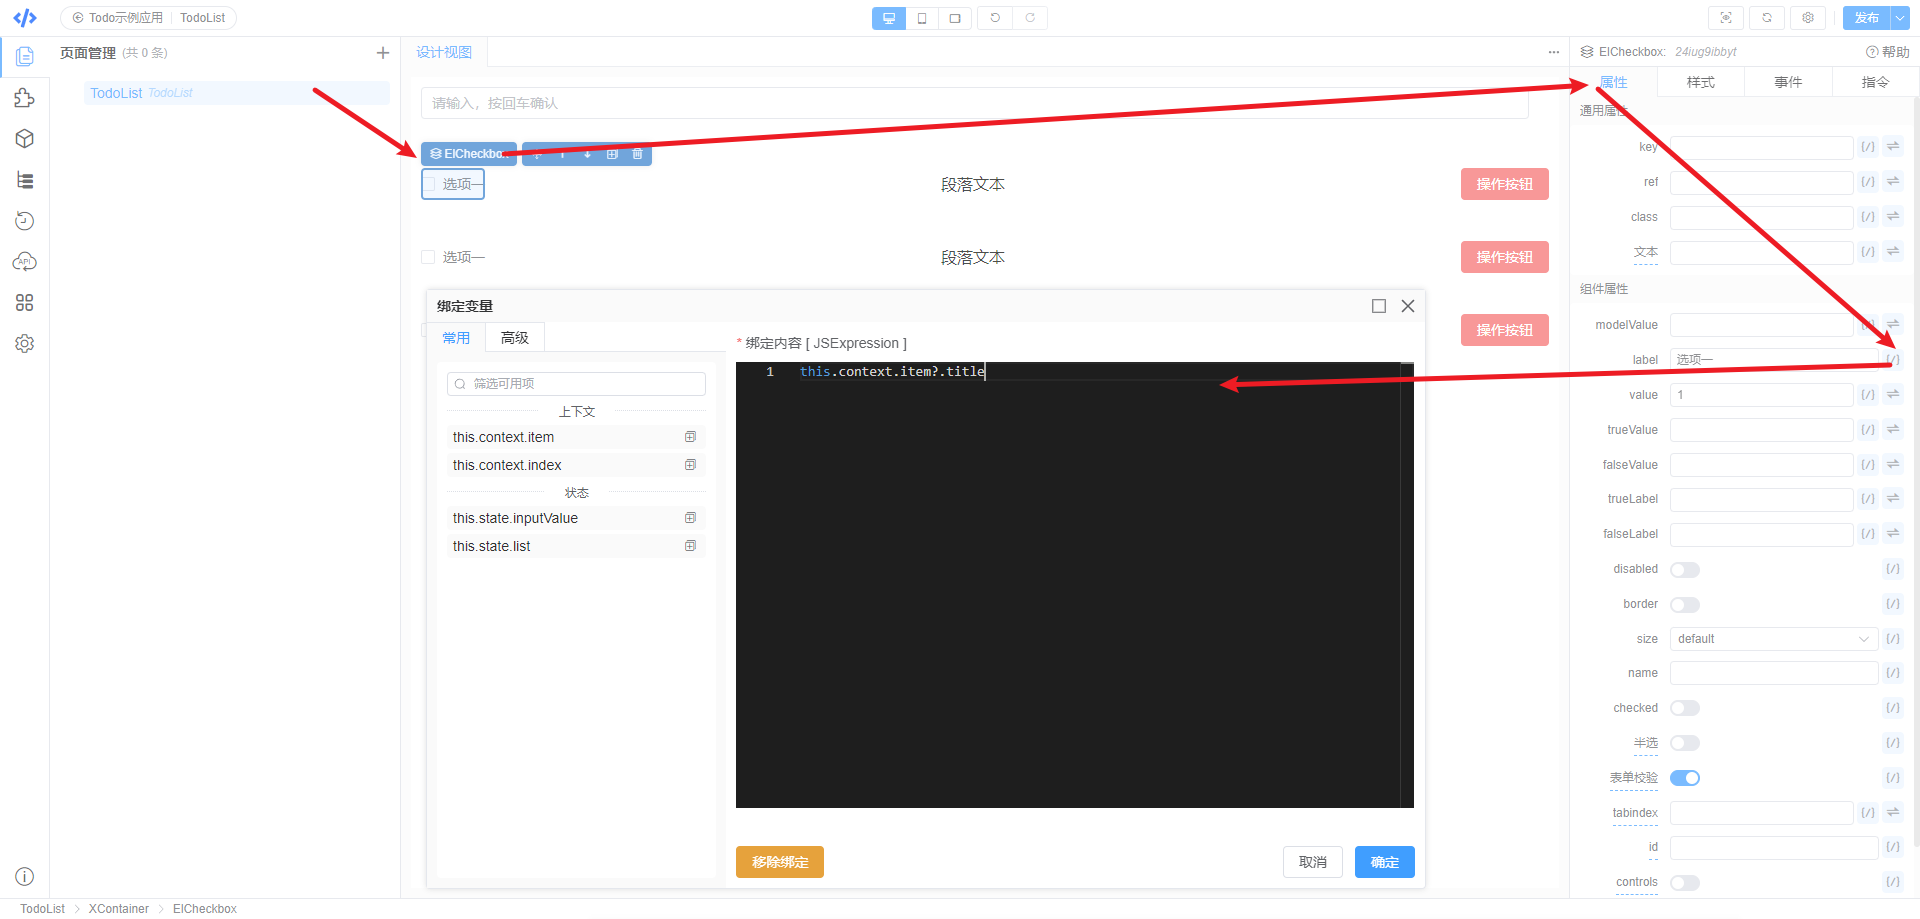 Todo示例应用 TodoList
发布
页面管理 (共 0 条)
TodoList TodoList
设计视图
ElCheckbox: 24iug9ibbyt
帮助
属性 样式 事件 指令
请输入，按回车确认
通用属性
ElCheckbox
选项一 段落文本 操作按钮
选项一 段落文本 操作按钮
操作按钮
key
ref
class
文本
组件属性
modelValue
label 选项一
value 1
trueValue
falseValue
trueLabel
falseLabel
disabled
border
size default
name
checked
半选
表单校验
tabindex
id
controls
绑定变量
常用 高级
筛选可用项
上下文
this.context.item
this.context.index
状态
this.state.inputValue
this.state.list
* 绑定内容 [ JSExpression ]
1 this.context.item?.title
移除绑定 取消 确定
API
TodoList > XContainer > ElCheckbox